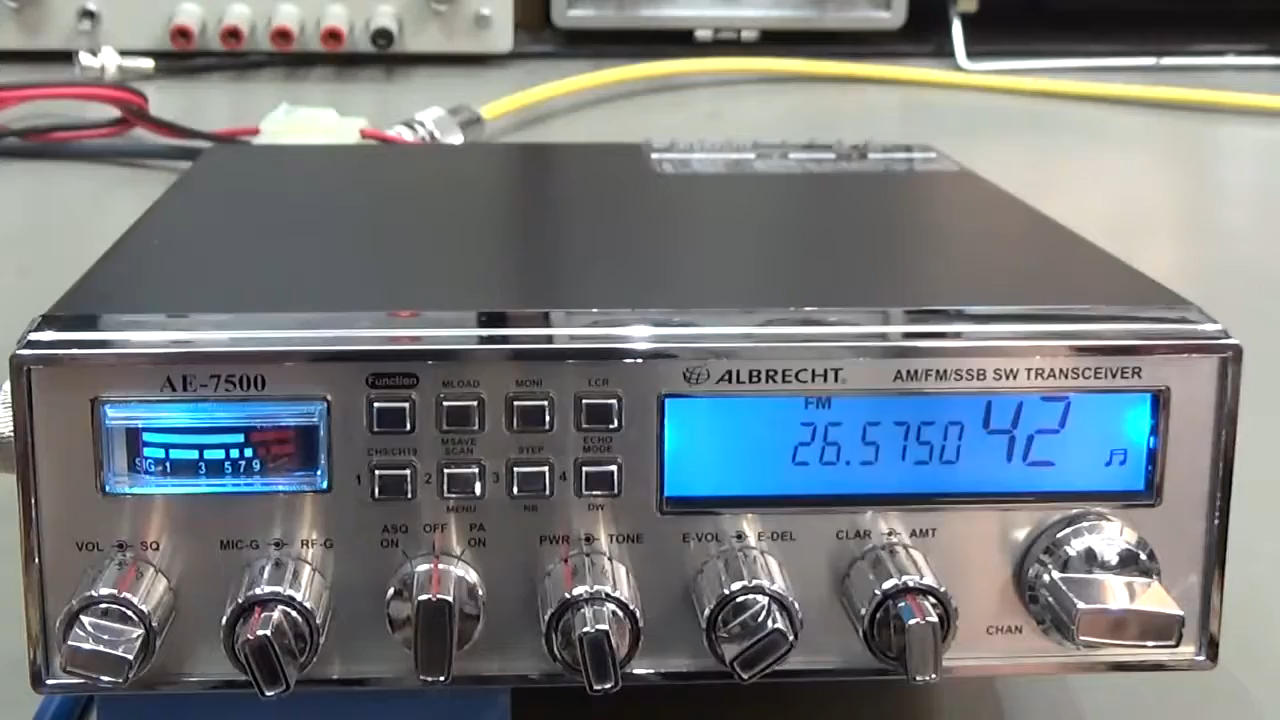 AE-7500
Function
MLOAD
MONI
LCR
ALBRECHT
AM/FM/SSB SW TRANSCEIVER
FM
26.5750 42
SIG 1 3 5 7 9
CH9/CH19
MSAVE
SCAN
STEP
ECHO
MODE
1 2 3 4
MENU
NB
DW
VOL SQ
MIC-G RF-G
ASQ
ON
OFF
PA
ON
PWR TONE
E-VOL E-DEL
CLAR AMT
CHAN